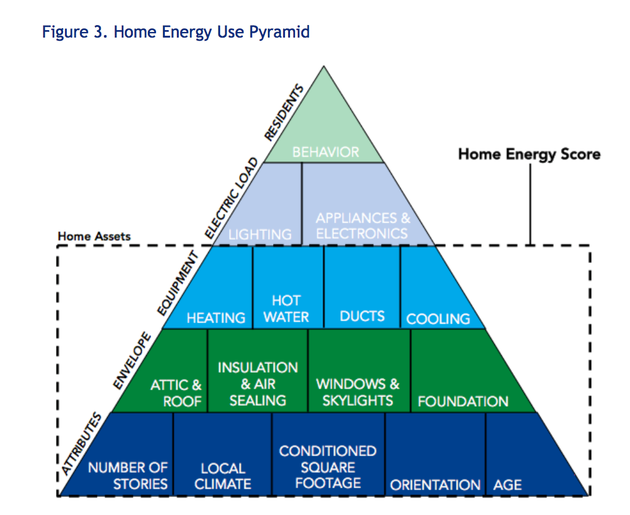 Figure 3. Home Energy Use Pyramid
RESIDENTS
BEHAVIOR
Home Energy Score
ELECTRIC LOAD
LIGHTING
APPLIANCES &
ELECTRONICS
Home Assets
EQUIPMENT
HEATING
HOT
WATER
DUCTS
COOLING
ENVELOPE
ATTIC &
ROOF
INSULATION
& AIR
SEALING
WINDOWS &
SKYLIGHTS
FOUNDATION
ATTRIBUTES
NUMBER OF
STORIES
LOCAL
CLIMATE
CONDITIONED
SQUARE
FOOTAGE
ORIENTATION
AGE